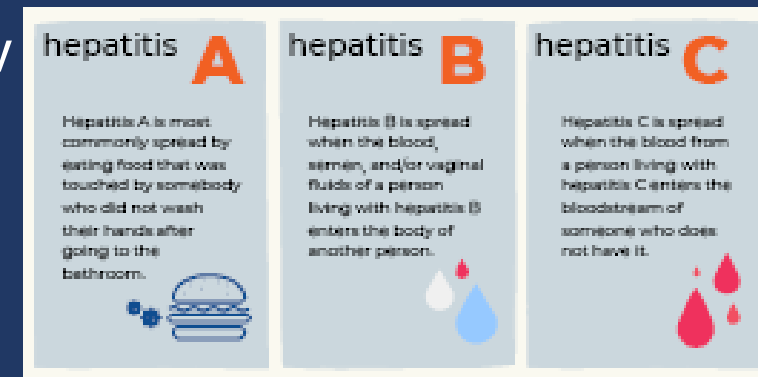 y
hepatitis A
Hepatitis A is most
commonly spread by
eating food that was
touched by somebody
who did not wash
their hands after
going to the
bathroom.
hepatitis B
Hepatitis B is spread
when the blood,
semen, and/or vaginal
fluids of a person
living with hepatitis B
enters the body of
another person.
hepatitis C
Hepatitis C is spread
when the blood from
a person living with
hepatitis C enters the
bloodstream of
someone who does
not have it.